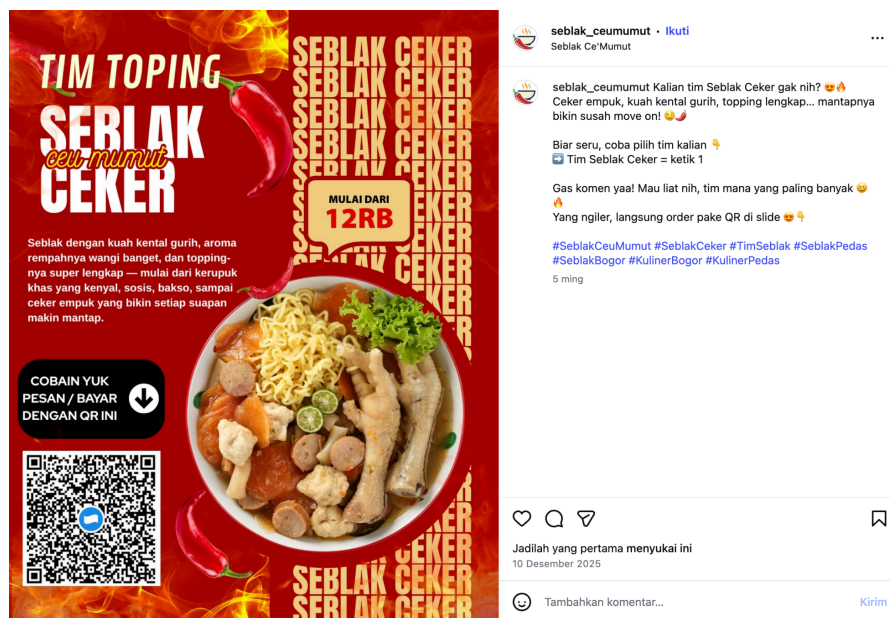 TIM TOPING
SEBLAK
ceu mumut
CEKER
Seblak dengan kuah kental gurih, aroma
rempahnya wangi banget, dan topping-
nya super lengkap — mulai dari kerupuk
khas yang kenyal, sosis, bakso, sampai
ceker empuk yang bikin setiap suapan
makin mantap.
COBAIN YUK
PESAN / BAYAR
DENGAN QR INI
SEBLAK CEKER
SEBLAK CEKER
SEBLAK CEKER
SEBLAK CEKER
SEBLAK CEKER
MULAI DARI
12RB
SEBLAK CEKER
SEBLAK CEKER
seblak_ceumumut • Ikuti
Seblak Ce'Mumut
seblak_ceumumut Kalian tim Seblak Ceker gak nih? 😍🔥
Ceker empuk, kuah kental gurih, topping lengkap… mantapnya
bikin susah move on! 😋🌶️
Biar seru, coba pilih tim kalian 👇
➡️ Tim Seblak Ceker = ketik 1
Gas komen yaa! Mau liat nih, tim mana yang paling banyak 😄
🔥
Yang ngiler, langsung order pake QR di slide 😍👇
#SeblakCeuMumut #SeblakCeker #TimSeblak #SeblakPedas
#SeblakBogor #KulinerBogor #KulinerPedas
5 ming
Jadilah yang pertama menyukai ini
10 Desember 2025
Tambahkan komentar...
Kirim